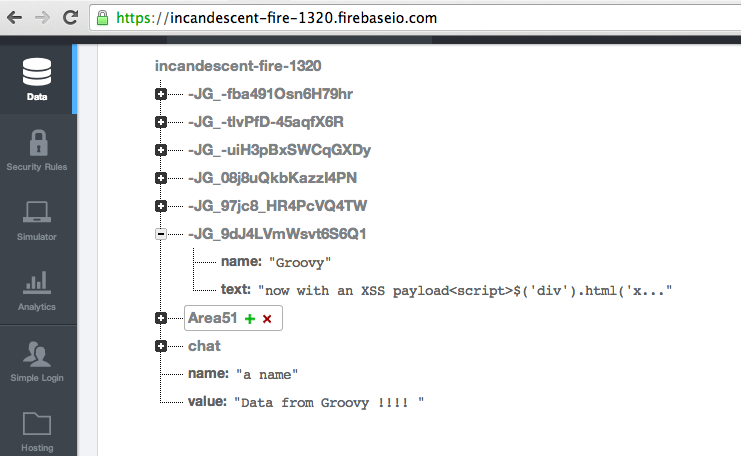 https://incandescent-fire-1320.firebaseio.com
incandescent-fire-1320
-JG_-fba491Osn6H79hr
-JG_-tlvPfD-45aqfX6R
-JG_-uiH3pBxSWCqGXDy
-JG_08j8uQkbKazzI4PN
-JG_97jc8_HR4PcVQ4TW
-JG_9dJ4LVmWsvt6S6Q1
name: "Groovy"
text: "now with an XSS payload<script>$('div').html('x..."
Area51
chat
name: "a name"
value: "Data from Groovy !!!! "
Data
Security Rules
Simulator
Analytics
Simple Login
Hosting